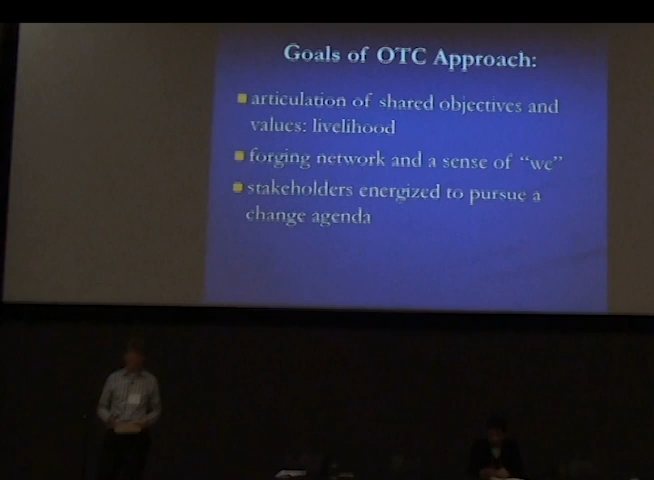 Goals of OTC Approach:
articulation of shared objectives and
values: livelihood
forging network and a sense of “we”
stakeholders energized to pursue a
change agenda